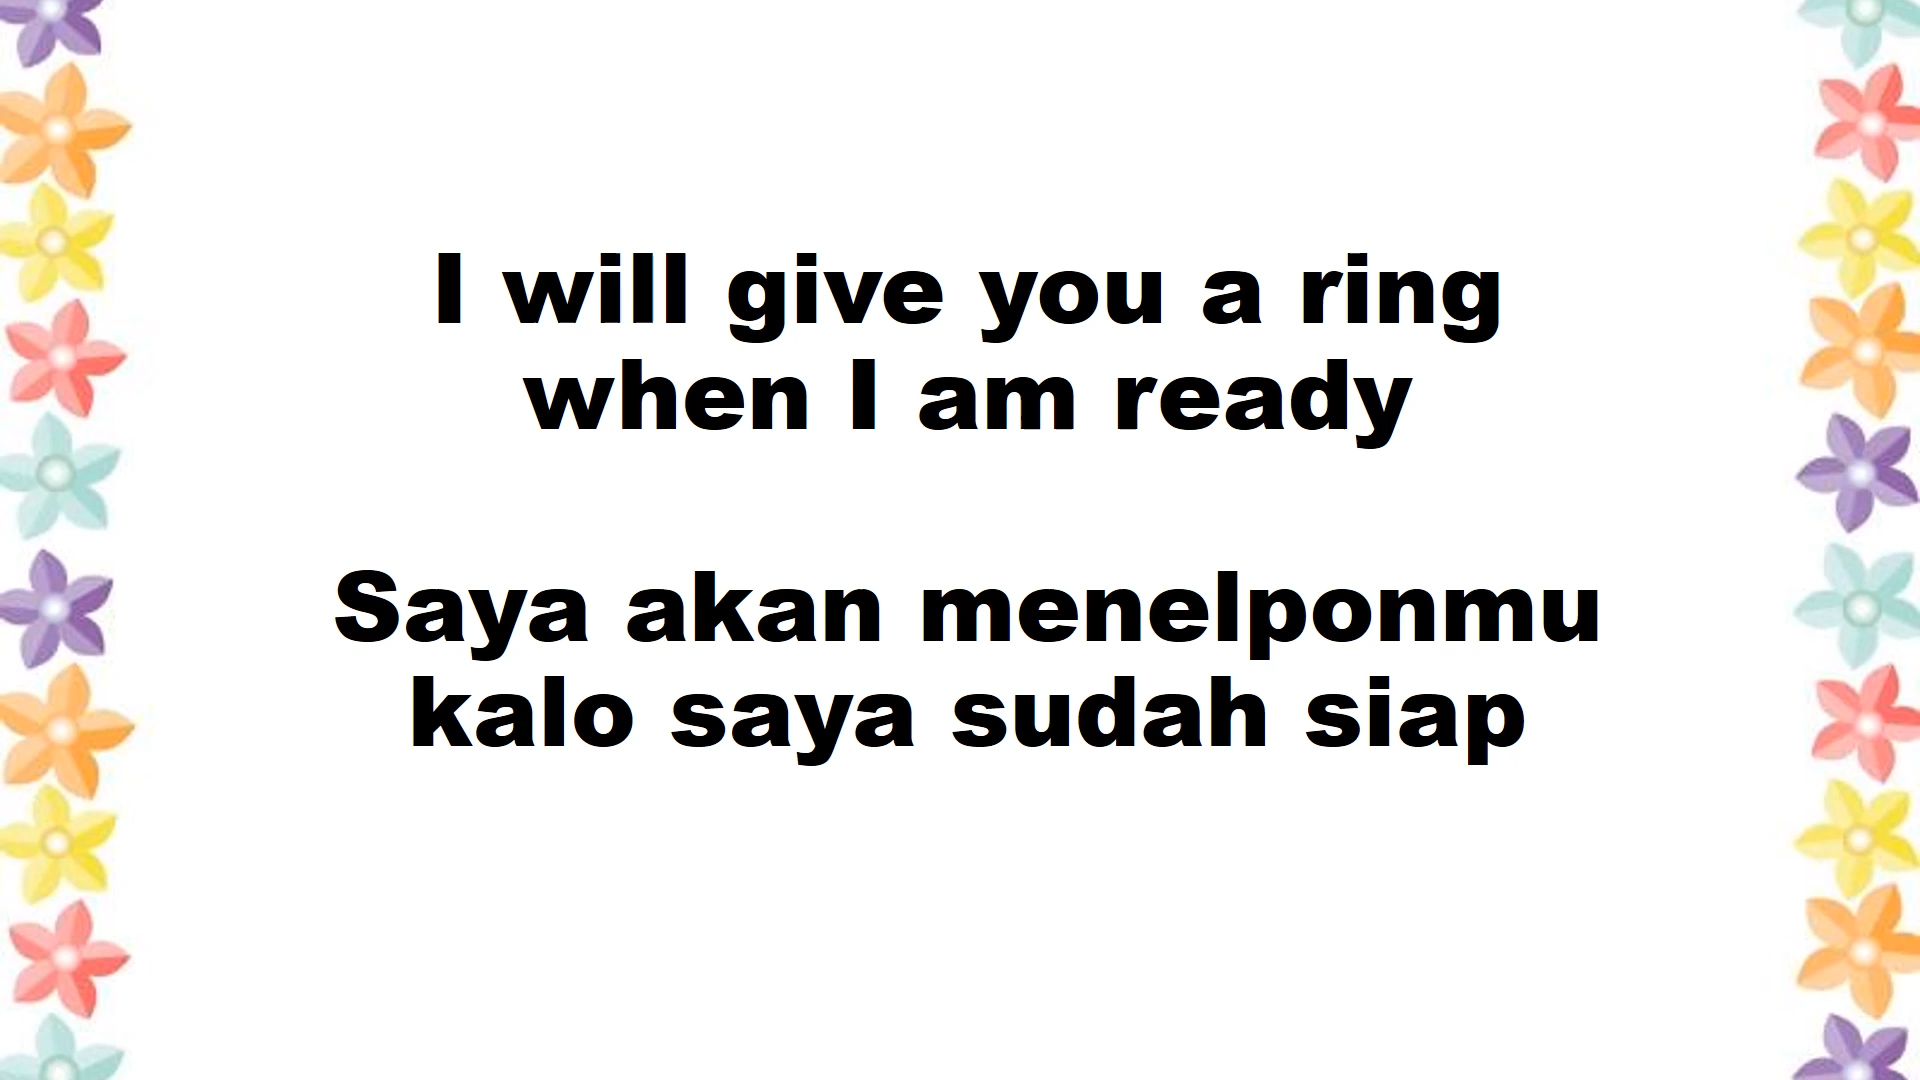 I will give you a ring
when I am ready
Saya akan menelponmu
kalo saya sudah siap